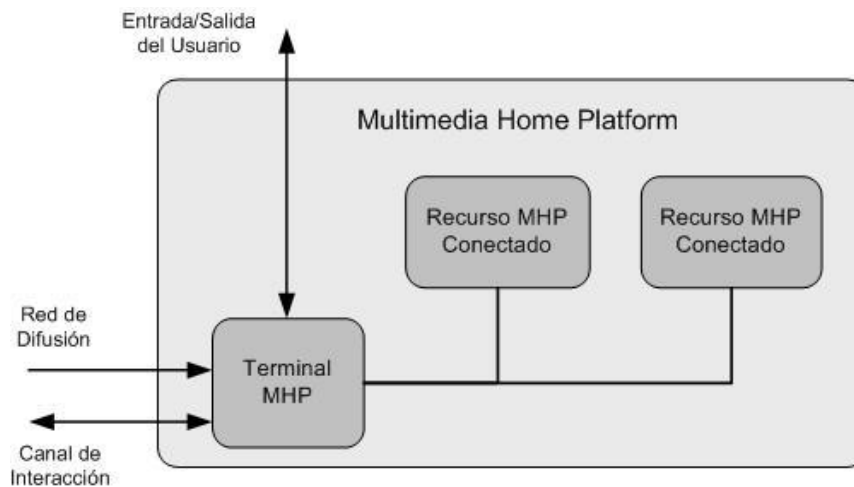 Entrada/Salida
del Usuario
Multimedia Home Platform
Recurso MHP
Conectado
Recurso MHP
Conectado
Red de
Difusión
Terminal
MHP
Canal de
Interacción